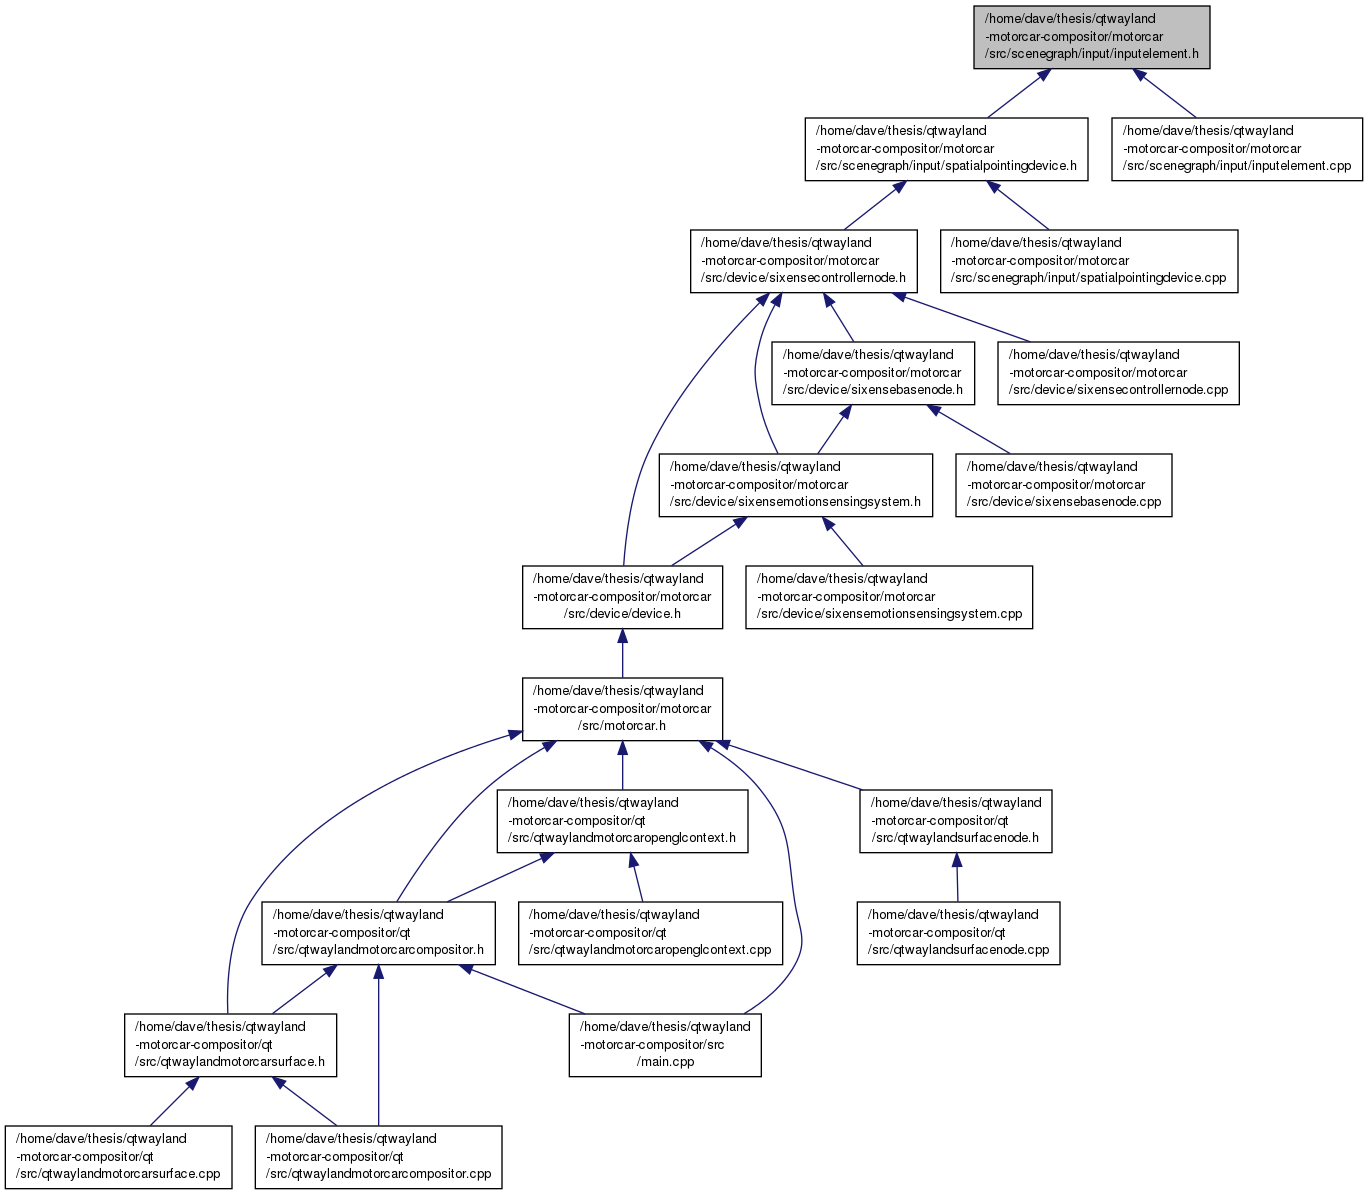 /home/dave/thesis/qtwayland
-motorcar-compositor/motorcar
/src/scenegraph/input/inputelement.h
/home/dave/thesis/qtwayland
-motorcar-compositor/motorcar
/src/scenegraph/input/spatialpointingdevice.h
/home/dave/thesis/qtwayland
-motorcar-compositor/motorcar
/src/scenegraph/input/inputelement.cpp
/home/dave/thesis/qtwayland
-motorcar-compositor/motorcar
/src/device/sixensecontrollernode.h
/home/dave/thesis/qtwayland
-motorcar-compositor/motorcar
/src/scenegraph/input/spatialpointingdevice.cpp
/home/dave/thesis/qtwayland
-motorcar-compositor/motorcar
/src/device/sixensebasenode.h
/home/dave/thesis/qtwayland
-motorcar-compositor/motorcar
/src/device/sixensecontrollernode.cpp
/home/dave/thesis/qtwayland
-motorcar-compositor/motorcar
/src/device/sixensemotionsensingsystem.h
/home/dave/thesis/qtwayland
-motorcar-compositor/motorcar
/src/device/sixensebasenode.cpp
/home/dave/thesis/qtwayland
-motorcar-compositor/motorcar
/src/device/device.h
/home/dave/thesis/qtwayland
-motorcar-compositor/motorcar
/src/device/sixensemotionsensingsystem.cpp
/home/dave/thesis/qtwayland
-motorcar-compositor/motorcar
/src/motorcar.h
/home/dave/thesis/qtwayland
-motorcar-compositor/qt
/src/qtwaylandmotorcaropenglcontext.h
/home/dave/thesis/qtwayland
-motorcar-compositor/qt
/src/qtwaylandsurfacenode.h
/home/dave/thesis/qtwayland
-motorcar-compositor/qt
/src/qtwaylandmotorcarcompositor.h
/home/dave/thesis/qtwayland
-motorcar-compositor/qt
/src/qtwaylandmotorcaropenglcontext.cpp
/home/dave/thesis/qtwayland
-motorcar-compositor/qt
/src/qtwaylandsurfacenode.cpp
/home/dave/thesis/qtwayland
-motorcar-compositor/qt
/src/qtwaylandmotorcarsurface.h
/home/dave/thesis/qtwayland
-motorcar-compositor/src
/main.cpp
/home/dave/thesis/qtwayland
-motorcar-compositor/qt
/src/qtwaylandmotorcarsurface.cpp
/home/dave/thesis/qtwayland
-motorcar-compositor/qt
/src/qtwaylandmotorcarcompositor.cpp